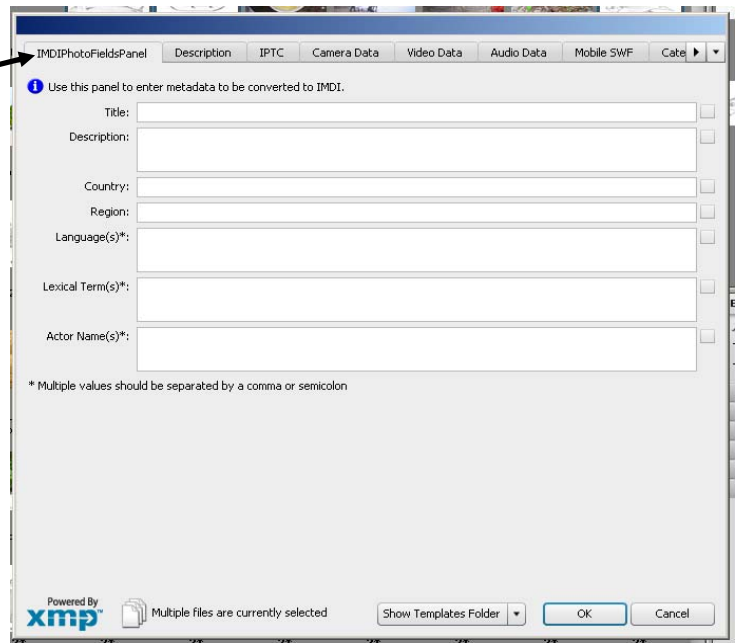 IMDIPhotoFieldsPanel Description IPTC Camera Data Video Data Audio Data Mobile SWF Cate
Use this panel to enter metadata to be converted to IMDI.
Title:
Description:
Country:
Region:
Language(s)*:
Lexical Term(s)*:
Actor Name(s)*:
* Multiple values should be separated by a comma or semicolon
Powered By
xmp™ Multiple files are currently selected Show Templates Folder OK Cancel